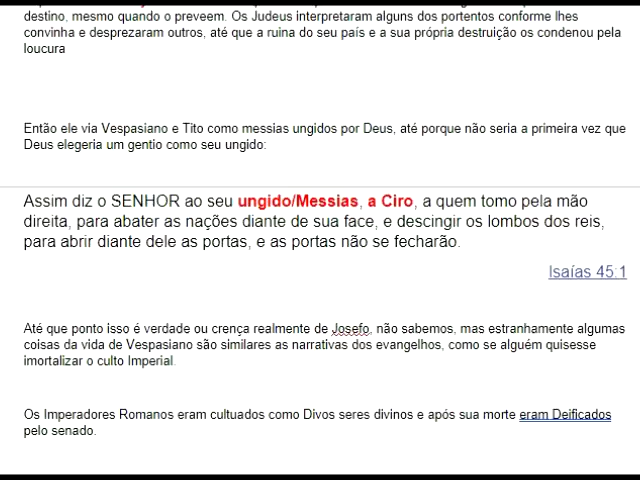 destino, mesmo quando o preveem. Os Judeus interpretaram alguns dos portentos conforme lhes
convinha e desprezaram outros, até que a ruina do seu país e a sua própria destruição os condenou pela
loucura
Então ele via Vespasiano e Tito como messias ungidos por Deus, até porque não seria a primeira vez que
Deus elegeria um gentio como seu ungido:
Assim diz o SENHOR ao seu ungido/Messias, a Ciro, a quem tomo pela mão
direita, para abater as nações diante de sua face, e descingir os lombos dos reis,
para abrir diante dele as portas, e as portas não se fecharão.
Isaías 45:1
Até que ponto isso é verdade ou crença realmente de Josefo, não sabemos, mas estranhamente algumas
coisas da vida de Vespasiano são similares as narrativas dos evangelhos, como se alguém quisesse
imortalizar o culto Imperial.
Os Imperadores Romanos eram cultuados como Divos seres divinos e após sua morte eram Deificados
pelo senado.